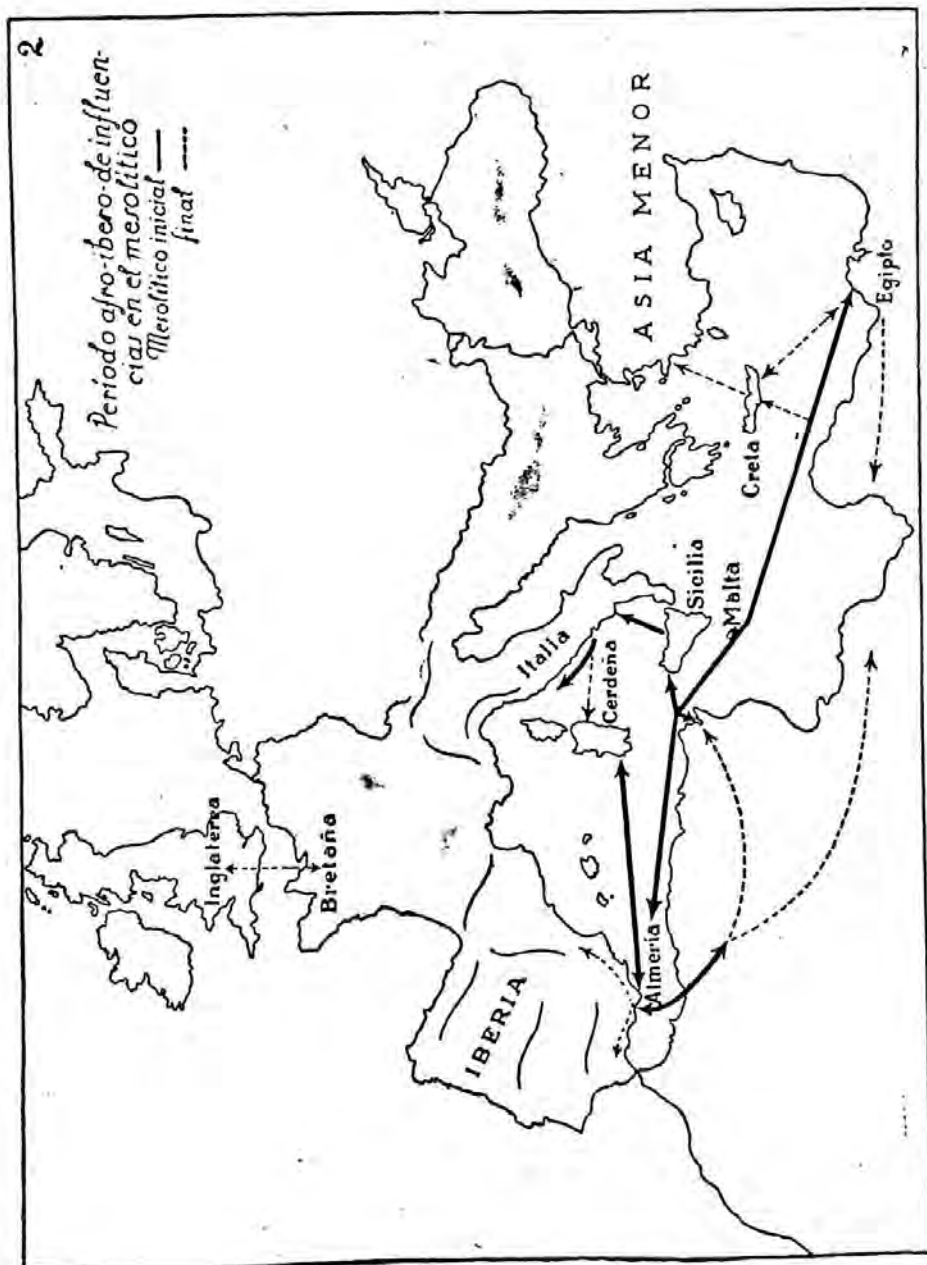 2
Período afro-ibero-de influen-
cias en el mesolítico
Mesolítico inicial
final
Inglaterra
Bretaña
IBERIA
Almeria
Cerdeña
Italia
Sicilia
Malta
Creta
ASIA MENOR
Egipto